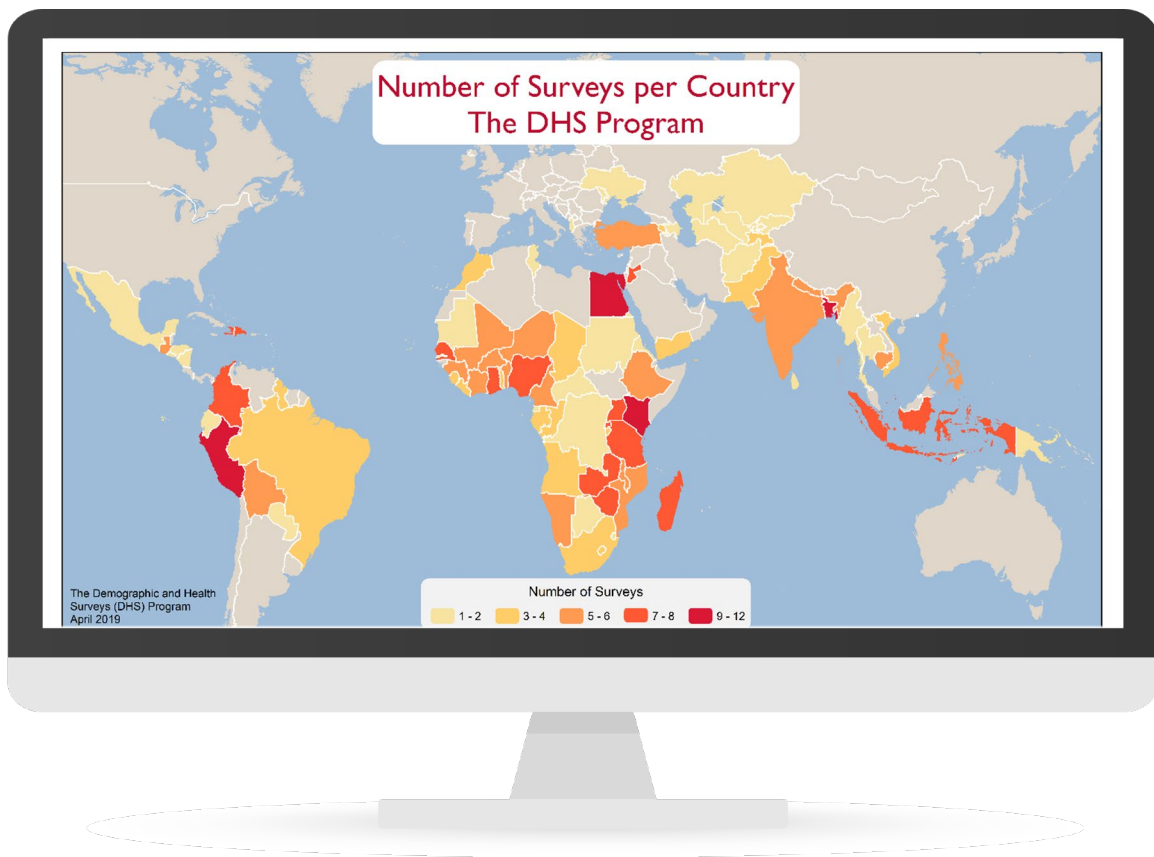 Number of Surveys per Country
The DHS Program
The Demographic and Health
Surveys (DHS) Program
April 2019
Number of Surveys
1 - 2
3 - 4
5 - 6
7 - 8
9 - 12